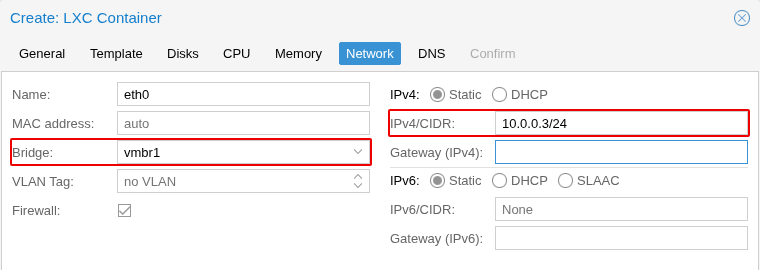 Create: LXC Container
General Template Disks CPU Memory Network DNS Confirm
Name: eth0
MAC address: auto
Bridge: vmbr1
VLAN Tag: no VLAN
Firewall:
IPv4: Static DHCP
IPv4/CIDR: 10.0.0.3/24
Gateway (IPv4):
IPv6: Static DHCP SLAAC
IPv6/CIDR: None
Gateway (IPv6):